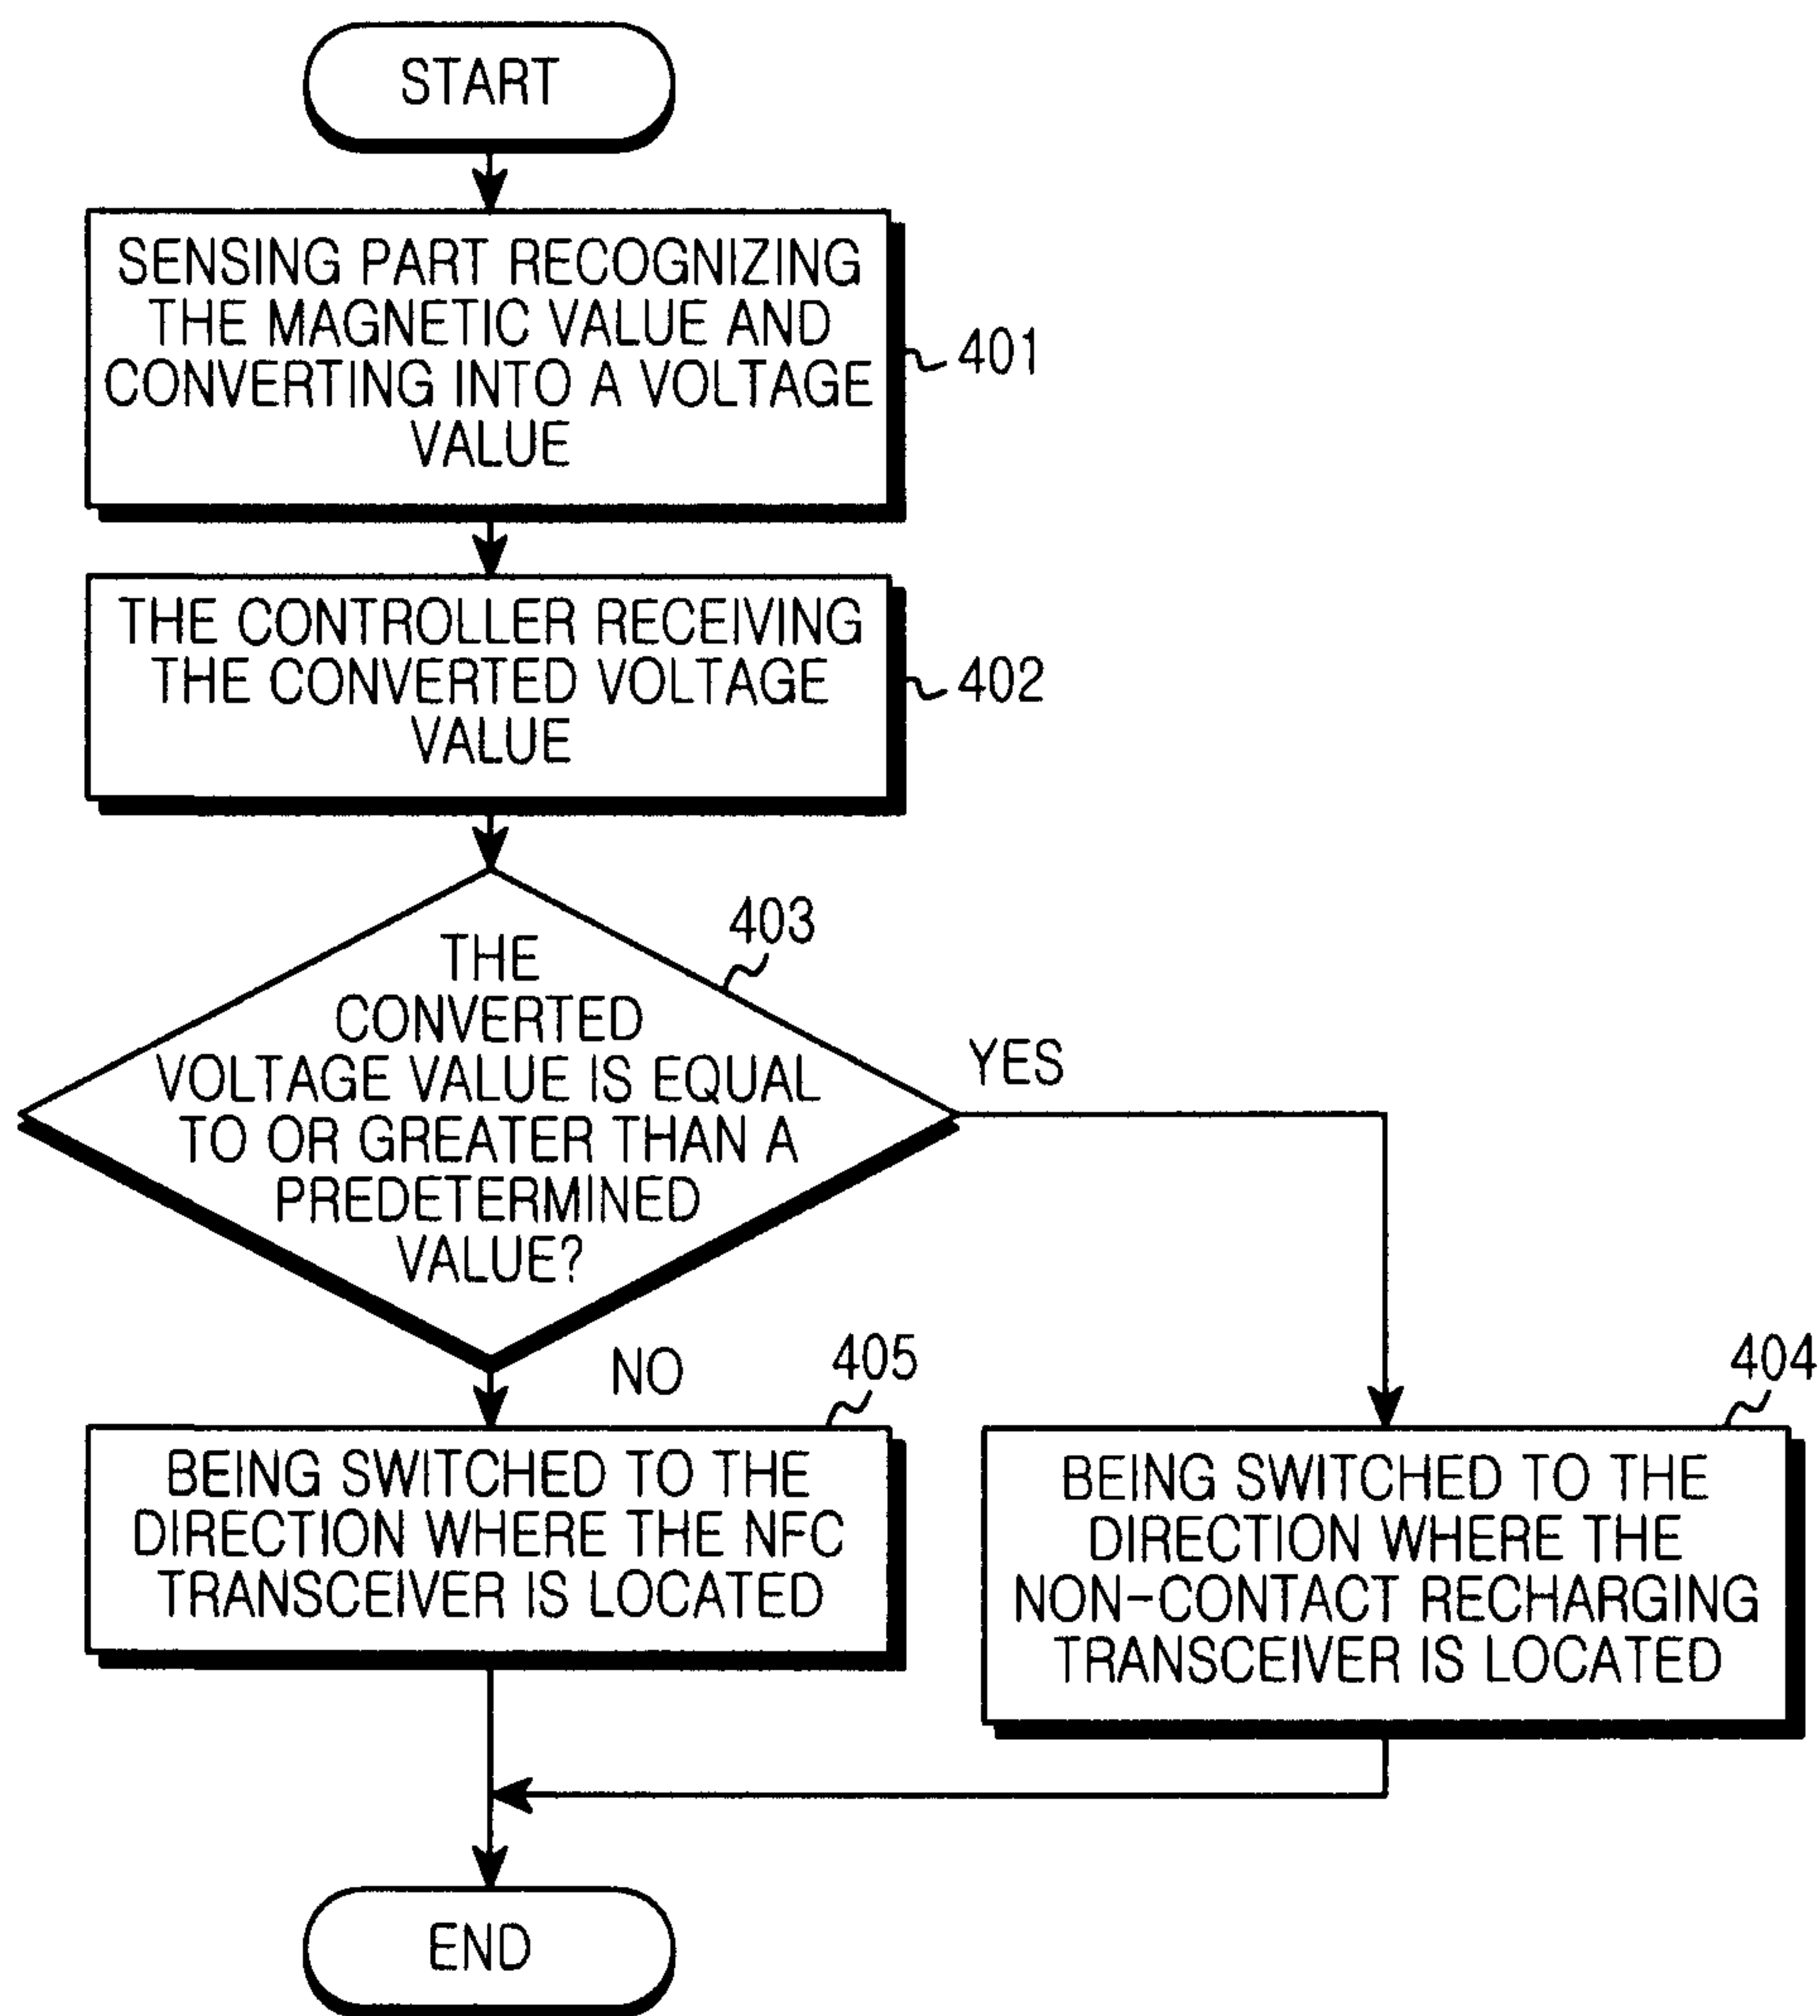 START
SENSING PART RECOGNIZING
THE MAGNETIC VALUE AND
CONVERTING INTO A VOLTAGE
VALUE
401
THE CONTROLLER RECEIVING
THE CONVERTED VOLTAGE
VALUE
402
403
THE
CONVERTED
VOLTAGE VALUE IS EQUAL
TO OR GREATER THAN A
PREDETERMINED
VALUE?
YES
NO
405
BEING SWITCHED TO THE
DIRECTION WHERE THE NFC
TRANSCEIVER IS LOCATED
404
BEING SWITCHED TO THE
DIRECTION WHERE THE
NON-CONTACT RECHARGING
TRANSCEIVER IS LOCATED
END